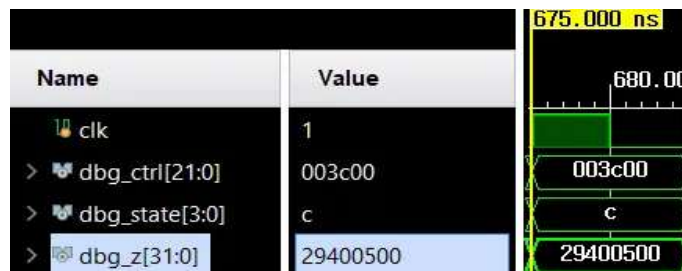 675.000 ns
Name Value 680.00
clk 1
> dbg_ctrl[21:0] 003c00 003c00
> dbg_state[3:0] c c
> dbg_z[31:0] 29400500 29400500